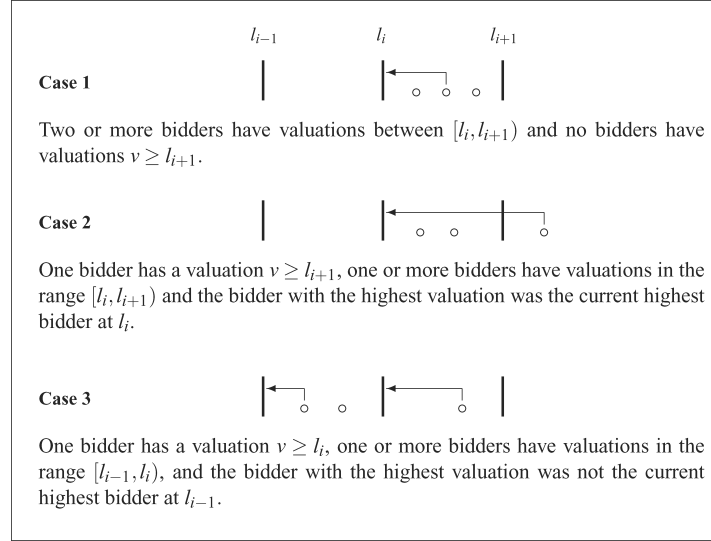 l_{i−1} l_i l_{i+1}
Case 1
Two or more bidders have valuations between [l_i, l_{i+1}) and no bidders have
valuations v ≥ l_{i+1}.
Case 2
One bidder has a valuation v ≥ l_{i+1}, one or more bidders have valuations in the
range [l_i, l_{i+1}) and the bidder with the highest valuation was the current highest
bidder at l_i.
Case 3
One bidder has a valuation v ≥ l_i, one or more bidders have valuations in the
range [l_{i−1}, l_i), and the bidder with the highest valuation was not the current
highest bidder at l_{i−1}.